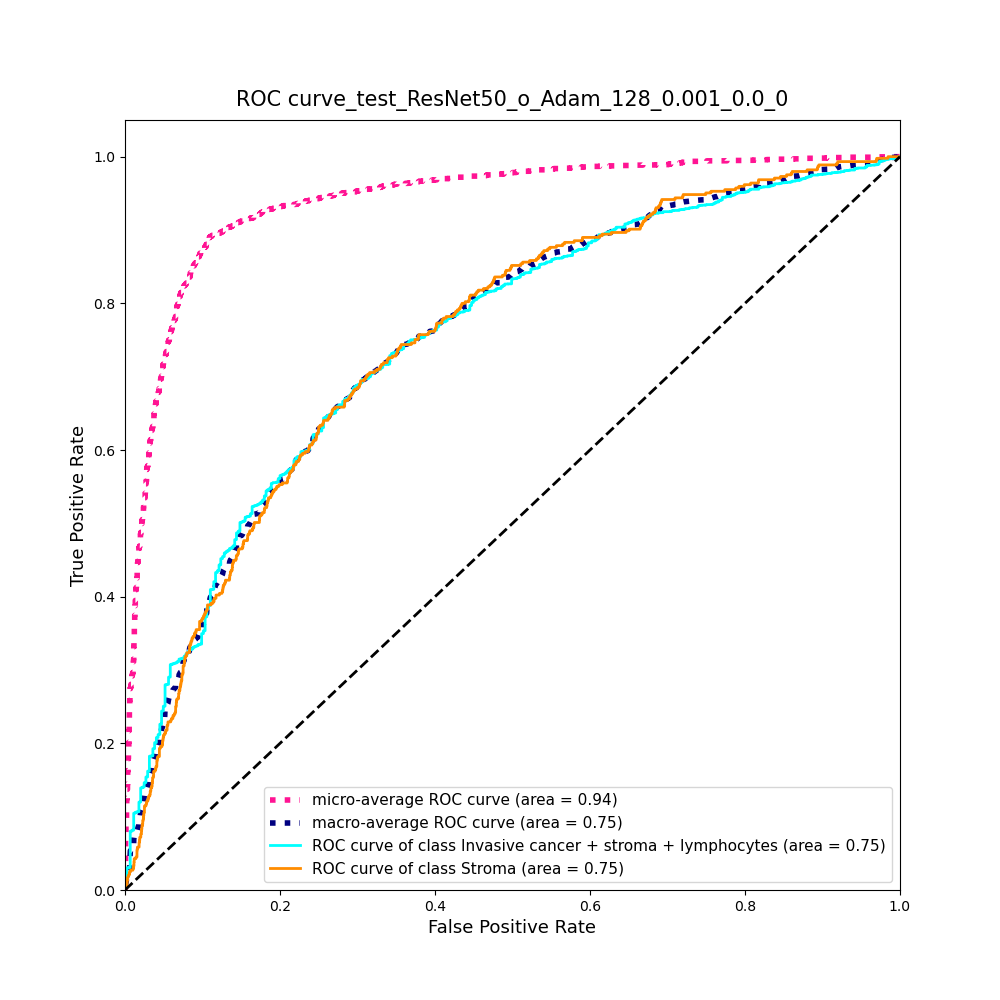 ROC curve_test_ResNet50_o_Adam_128_0.001_0.0_0
True Positive Rate
1.0
0.8
0.6
0.4
0.2
0.0
micro-average ROC curve (area = 0.94)
macro-average ROC curve (area = 0.75)
ROC curve of class Invasive cancer + stroma + lymphocytes (area = 0.75)
ROC curve of class Stroma (area = 0.75)
0.0 0.2 0.4 0.6 0.8 1.0
False Positive Rate